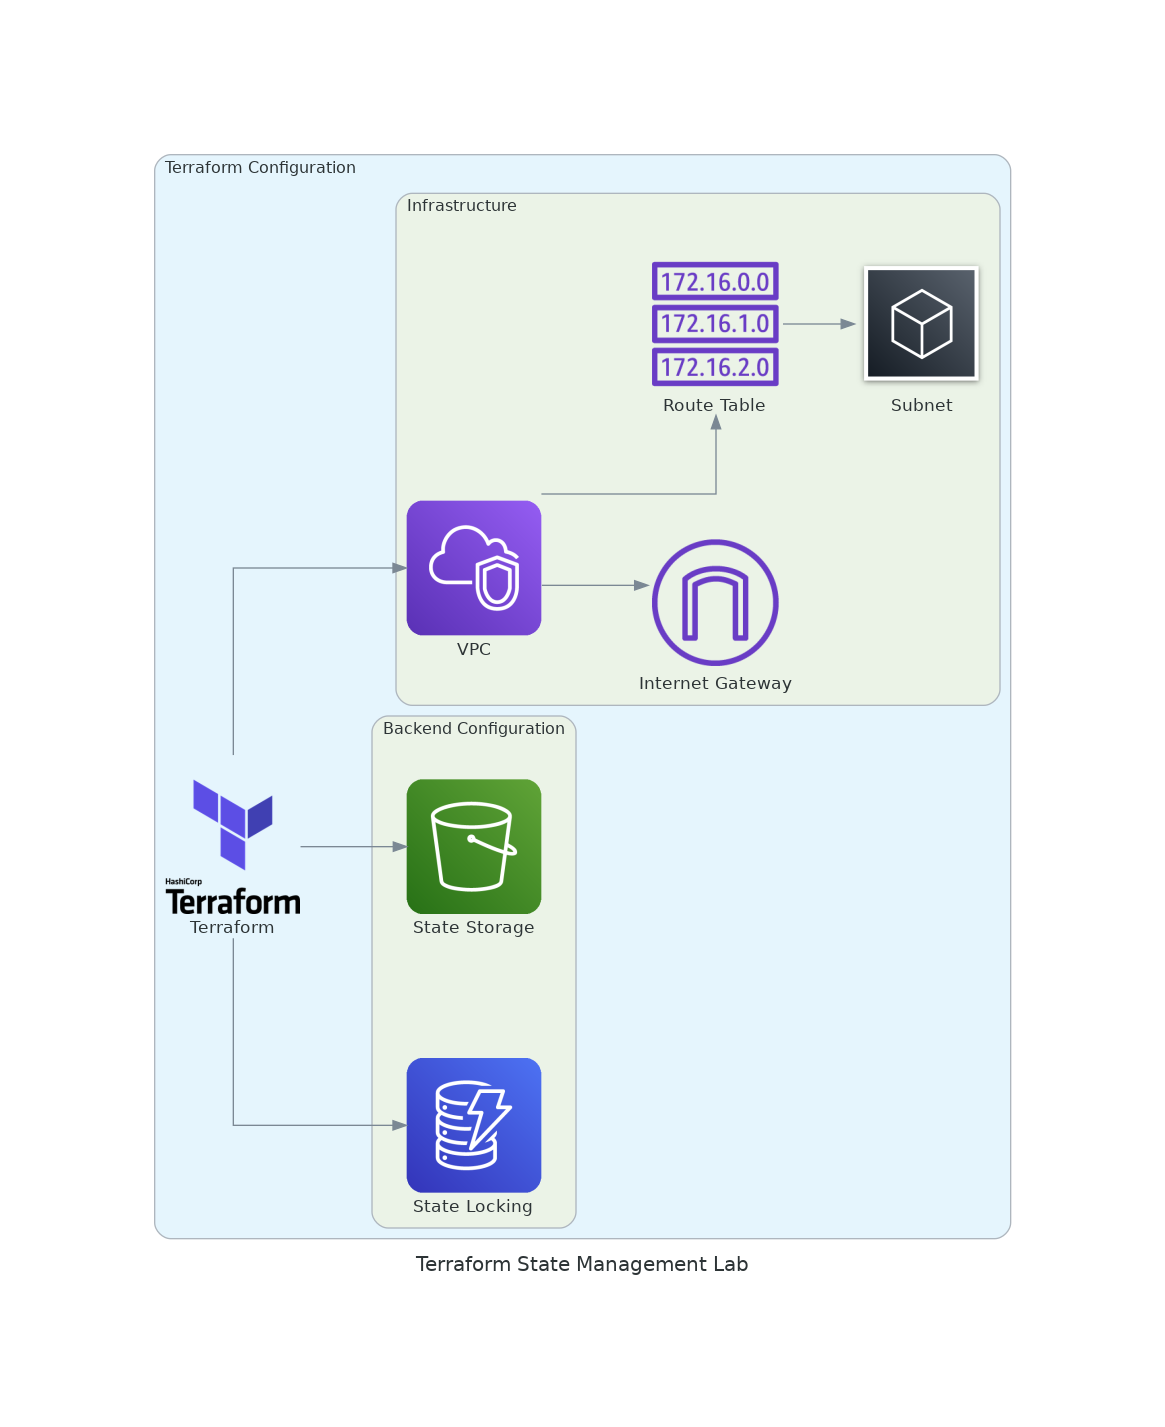 Terraform Configuration
Infrastructure
172.16.0.0
172.16.1.0
172.16.2.0
Route Table
Subnet
VPC
Internet Gateway
Backend Configuration
HashiCorp
Terraform
Terraform
State Storage
State Locking
Terraform State Management Lab